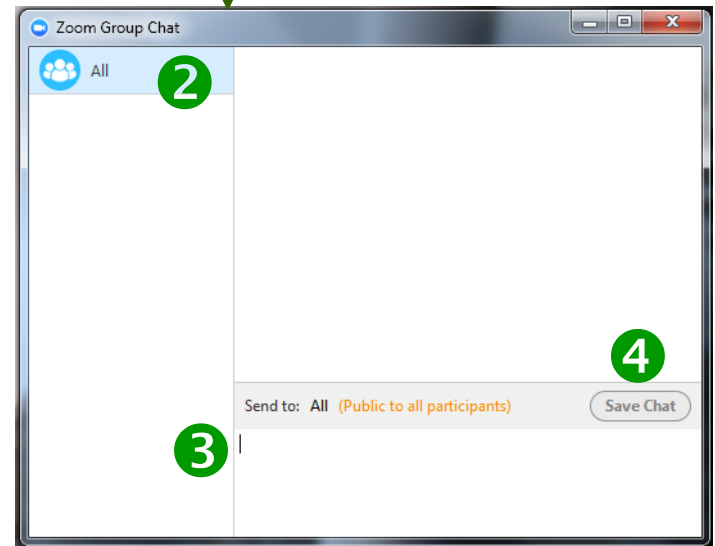 Zoom Group Chat
All
2
4
Send to: All (Public to all participants)
Save Chat
3